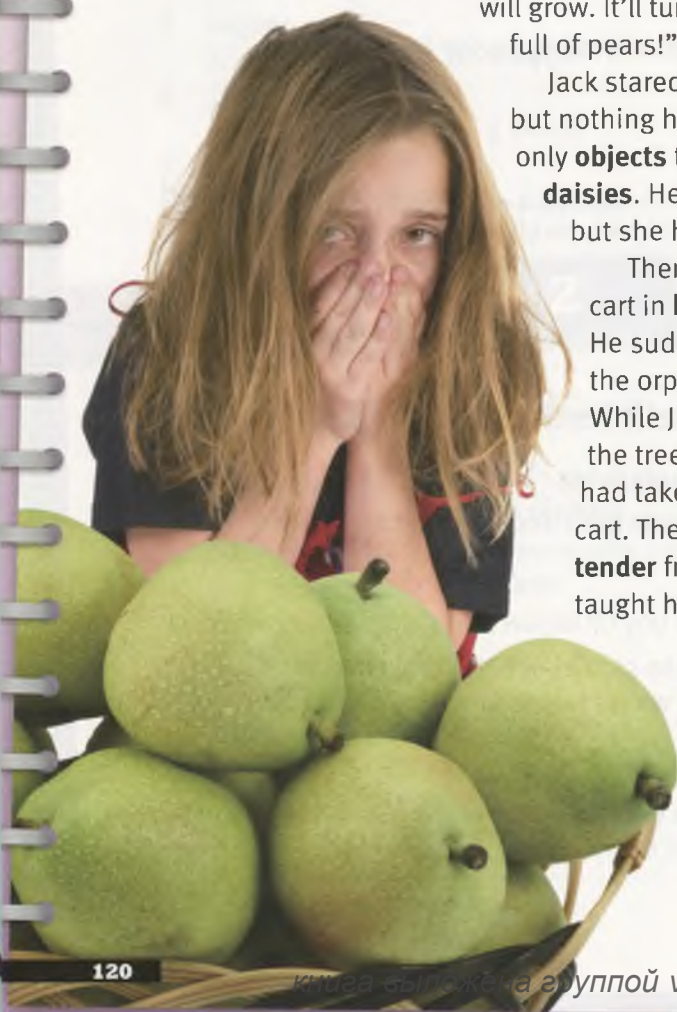 will grow. It'll tu
full of pears!"
Jack stared
but nothing h
only objects
daisies. He
but she h
Ther
cart in
He sud
the orp
While J
the tree
had take
cart. The
tender fr
taught h
120
книга выложена группой v